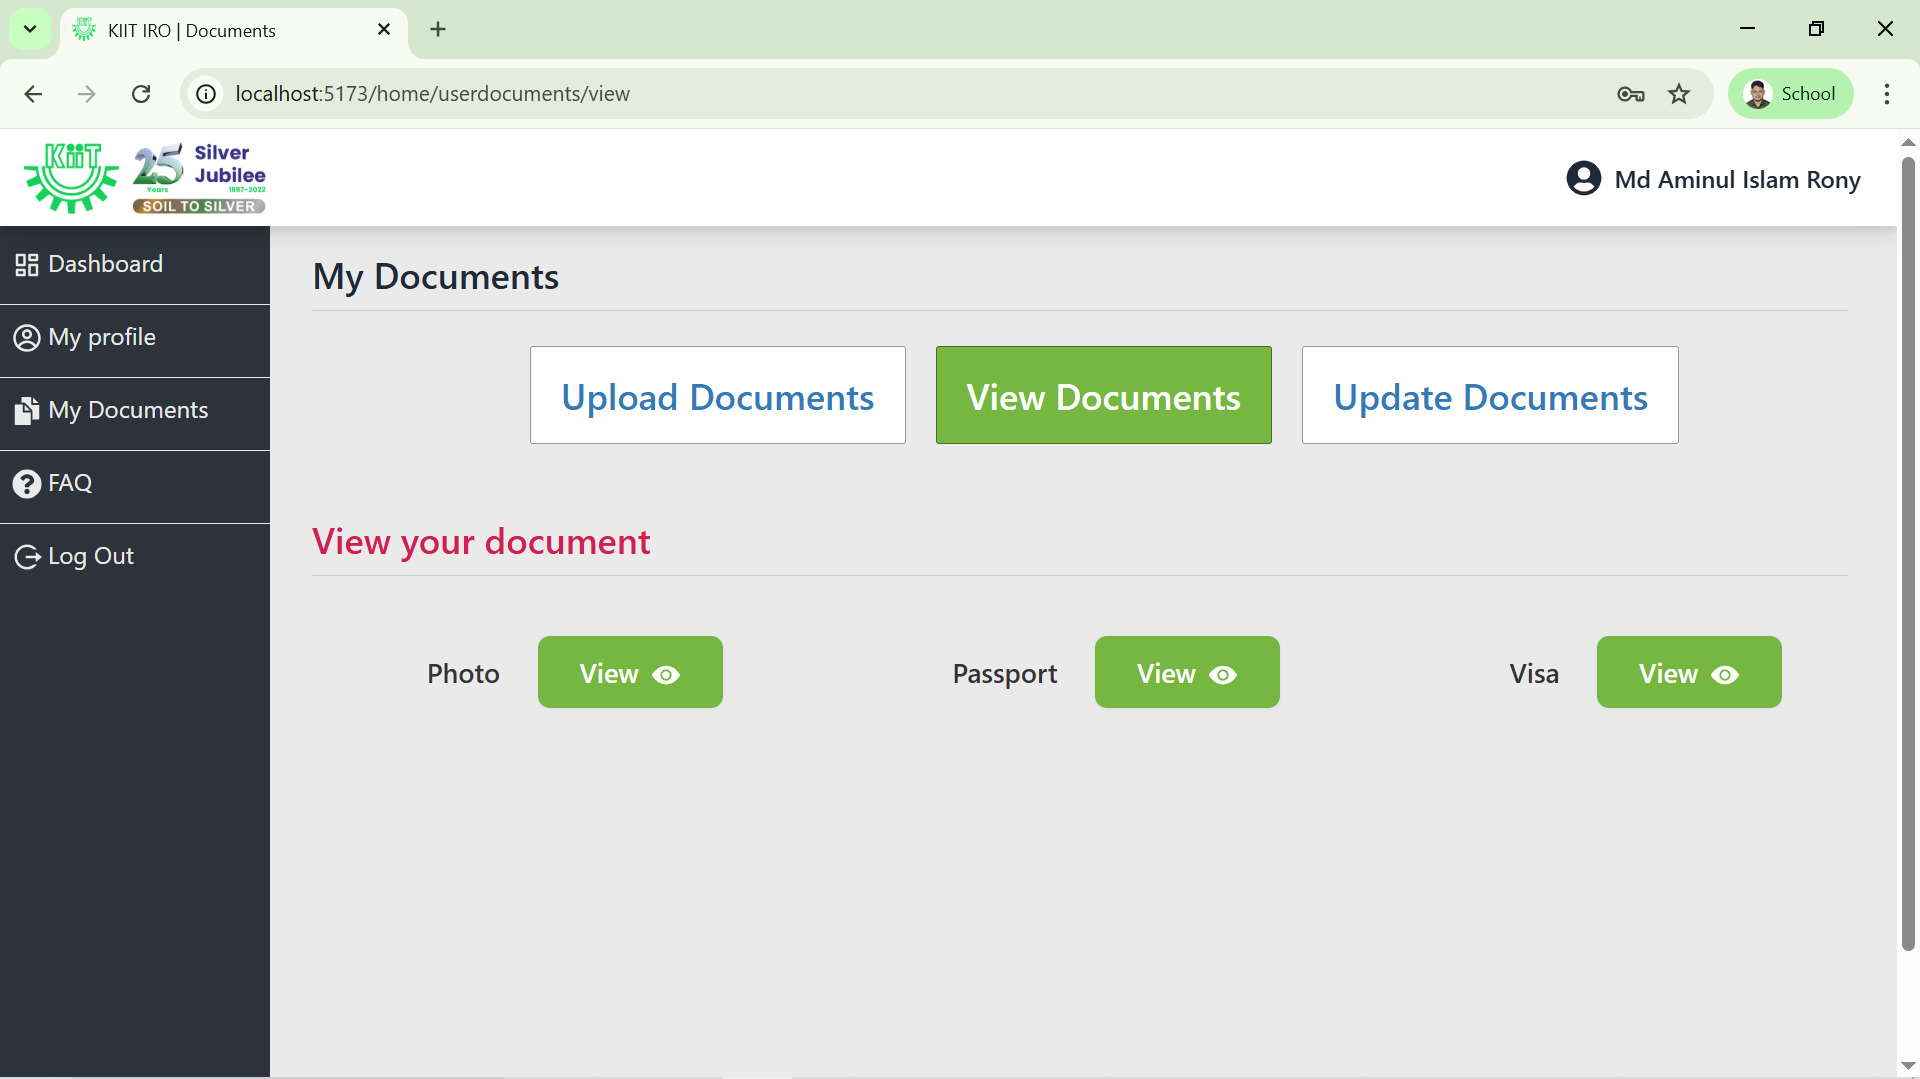 KIIT IRO | Documents
localhost:5173/home/userdocuments/view
School
KiiT
25 Years
Silver Jubilee
1997-2022
SOIL TO SILVER
Md Aminul Islam Rony
Dashboard
My profile
My Documents
FAQ
Log Out
My Documents
Upload Documents
View Documents
Update Documents
View your document
Photo
View
Passport
View
Visa
View